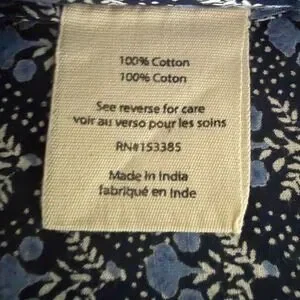 100% Cotton
100% Coton
See reverse for care
voir au verso pour les soins
RN#153385
Made in India
fabriqué en Inde